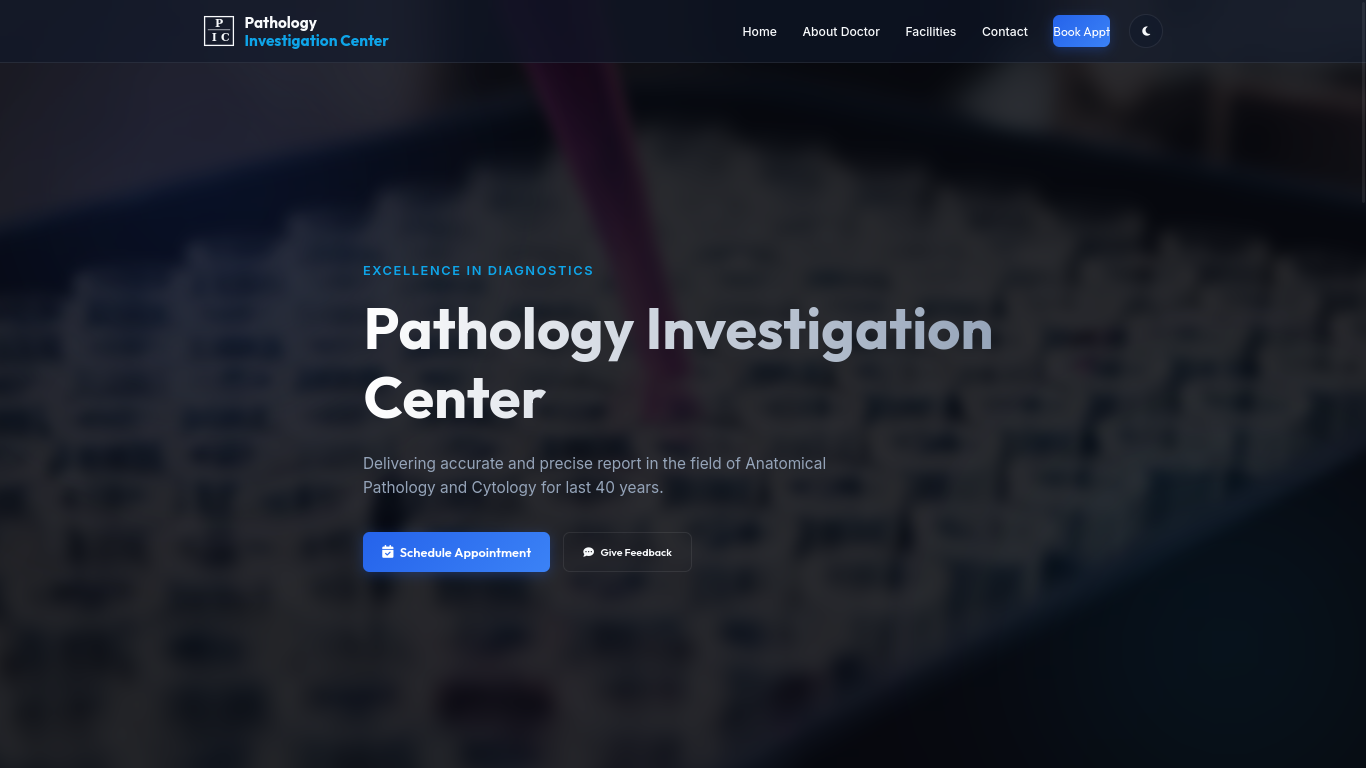 P
I C
Pathology
Investigation Center
Home
About Doctor
Facilities
Contact
Book Appt
EXCELLENCE IN DIAGNOSTICS
Pathology Investigation
Center
Delivering accurate and precise report in the field of Anatomical
Pathology and Cytology for last 40 years.
Schedule Appointment
Give Feedback